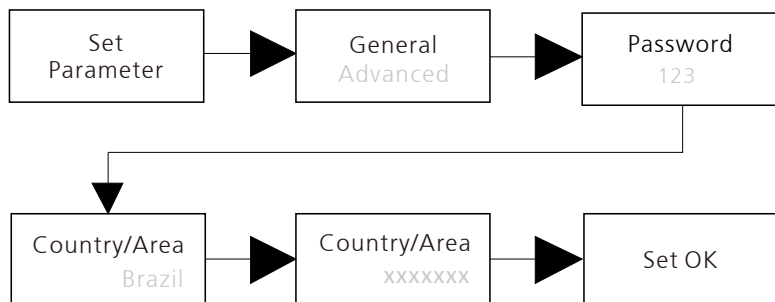 Set
Parameter
General
Advanced
Password
123
Country/Area
Brazil
Country/Area
xxxxxxx
Set OK